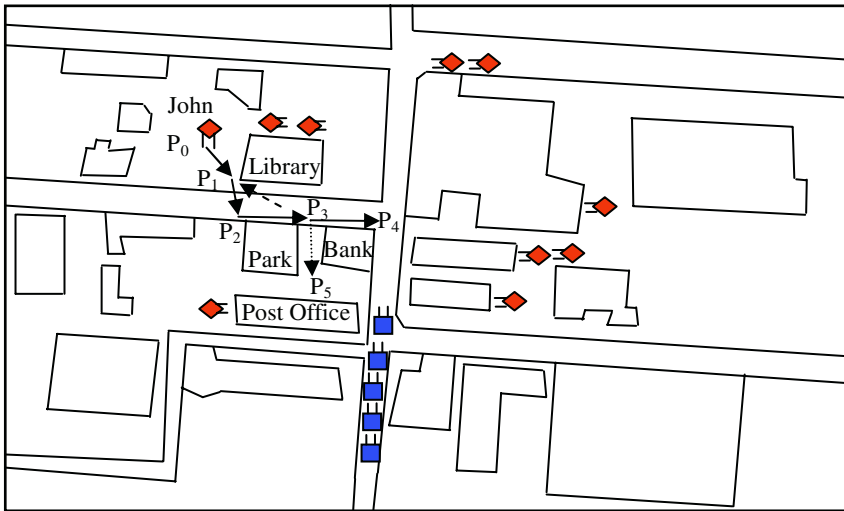 John
P0
Library
P1
P3
P4
P2
Park
Bank
P5
Post Office